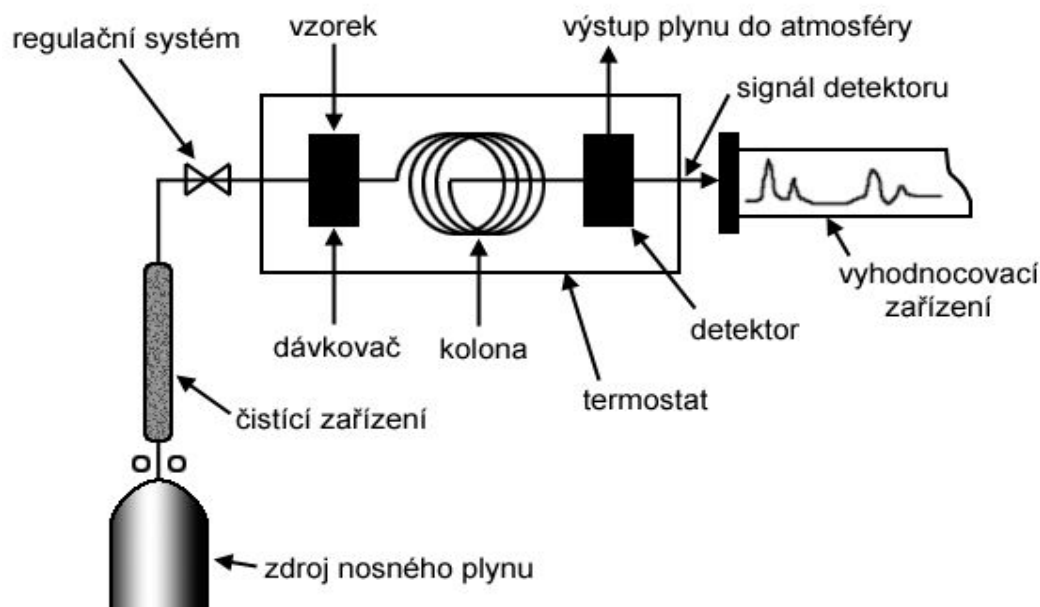 regulační systém
vzorek
výstup plynu do atmosféry
signál detektoru
vyhodnocovací
zařízení
dávkovač
kolona
detektor
termostat
čistící zařízení
zdroj nosného plynu